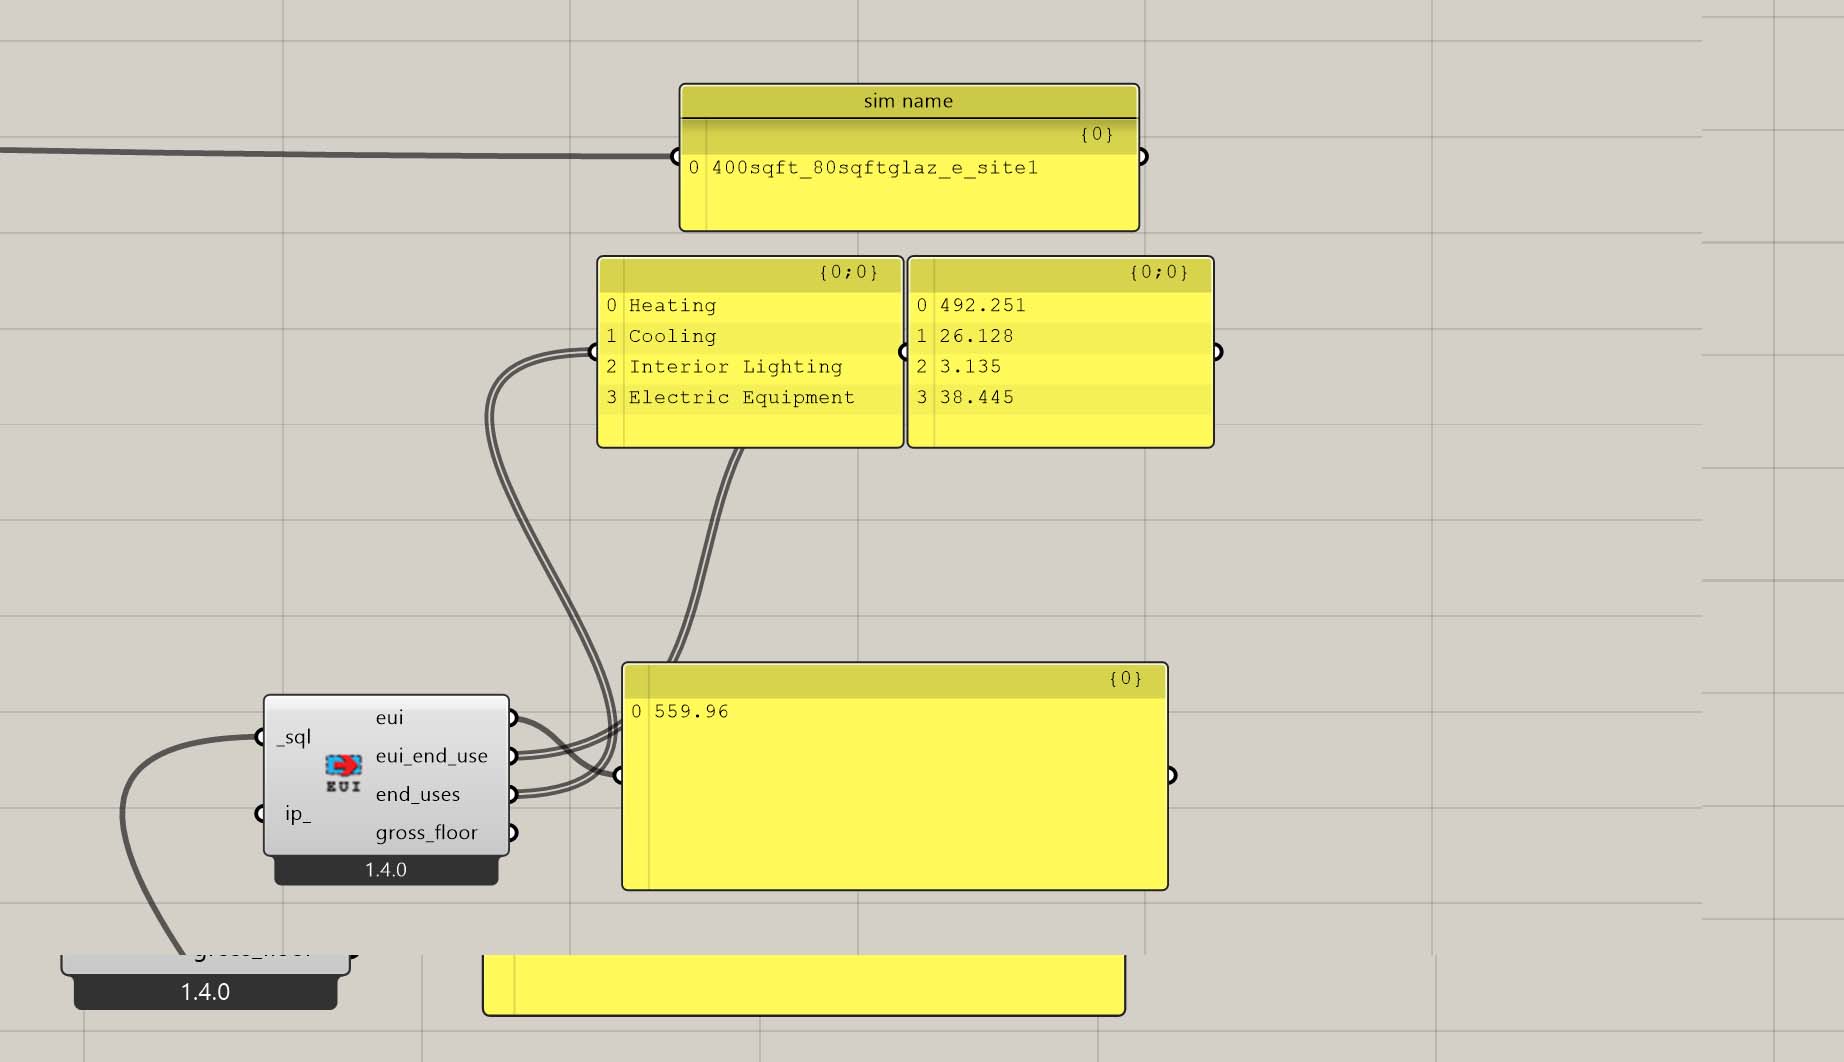 sim name
{0}
0 400sqft_80sqftglaz_e_site1
{0;0}
0 Heating
1 Cooling
2 Interior Lighting
3 Electric Equipment
{0;0}
0 492.251
1 26.128
2 3.135
3 38.445
{0}
0 559.96
_sql
ip_
EUI
eui
eui_end_use
end_uses
gross_floor
1.4.0
gross_floor
1.4.0